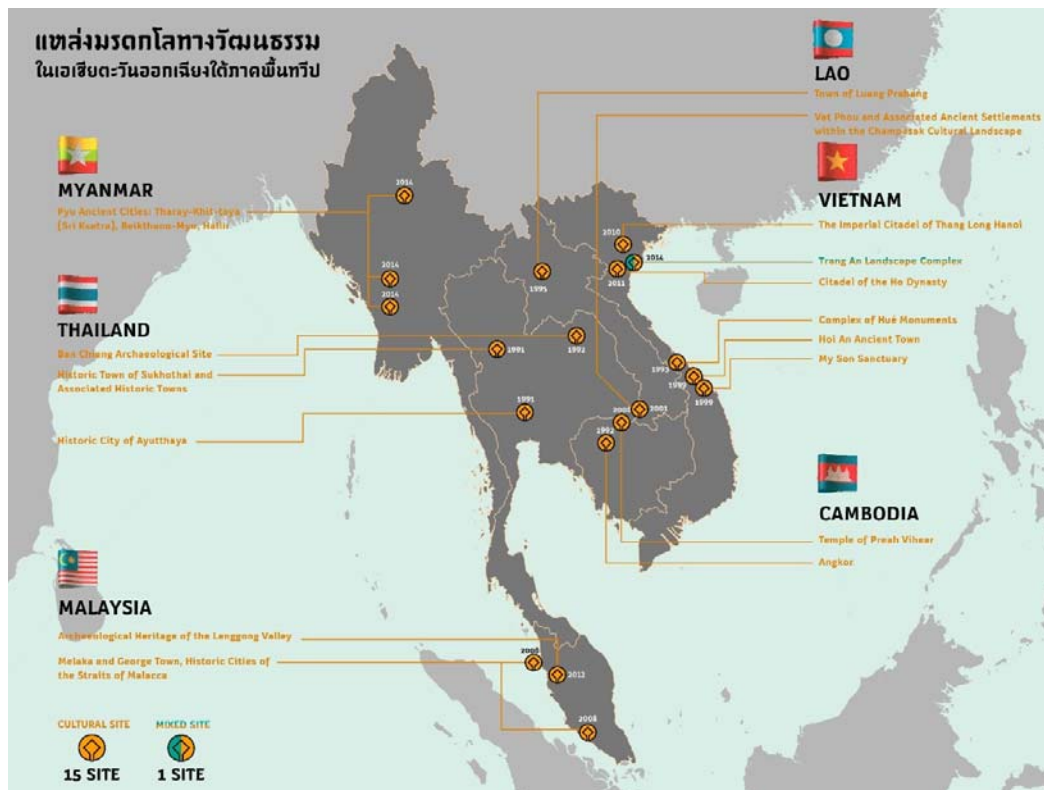 แหล่งมรดกโลกทางวัฒนธรรม
ในเอเชียตะวันออกเฉียงใต้ภาคพื้นทวีป
MYANMAR
Pyu Ancient Cities: Tharay-Khit-taya
(Sri Ksetra), Beikthano-Myo, Halin
THAILAND
Ban Chiang Archaeological Site
Historic Town of Sukhothai and
Associated Historic Towns
Historic City of Ayutthaya
MALAYSIA
Archaeological Heritage of the Lenggong Valley
Melaka and George Town, Historic Cities of
the Straits of Malacca
CULTURAL SITE
15 SITE
MIXED SITE
1 SITE
LAO
Town of Luang Prabang
Vat Phou and Associated Ancient Settlements
within the Champasak Cultural Landscape
VIETNAM
The Imperial Citadel of Thang Long Hanoi
Trang An Landscape Complex
Citadel of the Ho Dynasty
Complex of Hué Monuments
Hoi An Ancient Town
My Son Sanctuary
CAMBODIA
Temple of Preah Vihear
Angkor
2014
2014
2014
1995
2010
2014
2011
1991
1992
1991
1993
1999
1999
2001
2008
1992
2008
2012
2008